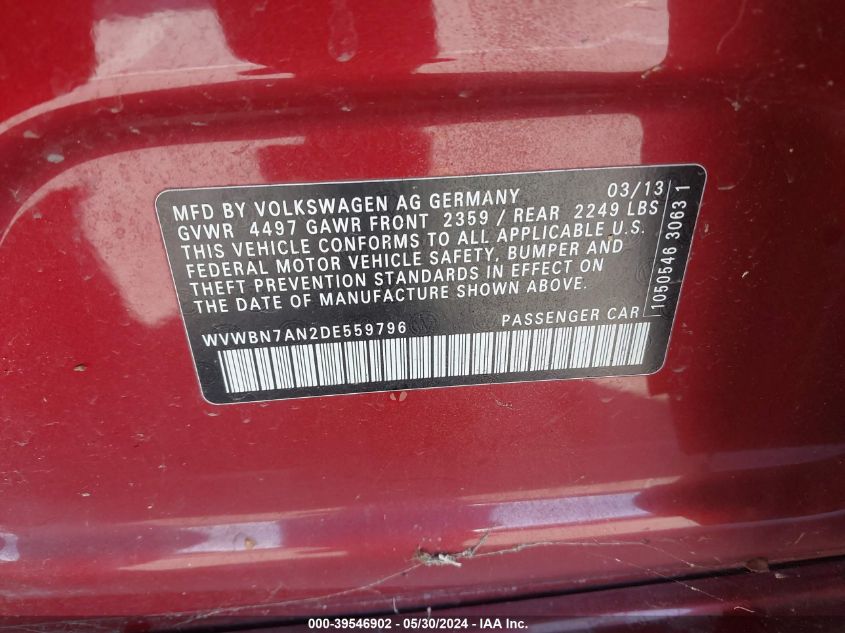 MFD BY VOLKSWAGEN AG GERMANY 03/13
GVWR 4497 GAWR FRONT 2359 / REAR 2249 LBS
THIS VEHICLE CONFORMS TO ALL APPLICABLE U.S.
FEDERAL MOTOR VEHICLE SAFETY, BUMPER AND
THEFT PREVENTION STANDARDS IN EFFECT ON
THE DATE OF MANUFACTURE SHOWN ABOVE.
WVWBN7AN2DE559796 PASSENGER CAR
1050546 30631
000-39546902 / 05/30/2024 - IAA Inc.